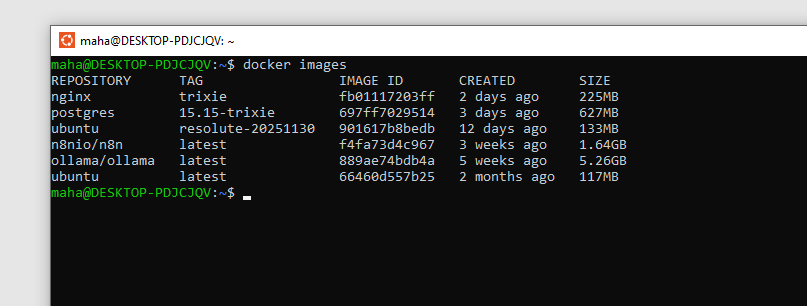 maha@DESKTOP-PDJCJQV: ~
maha@DESKTOP-PDJCJQV:~$ docker images
REPOSITORY TAG IMAGE ID CREATED SIZE
nginx trixie fb01117203ff 2 days ago 225MB
postgres 15.15-trixie 697ff7029514 3 days ago 627MB
ubuntu resolute-20251130 901617b8bedb 12 days ago 133MB
n8nio/n8n latest f4fa73d4c967 3 weeks ago 1.64GB
ollama/ollama latest 889ae74bdb4a 5 weeks ago 5.26GB
ubuntu latest 66460d557b25 2 months ago 117MB
maha@DESKTOP-PDJCJQV:~$